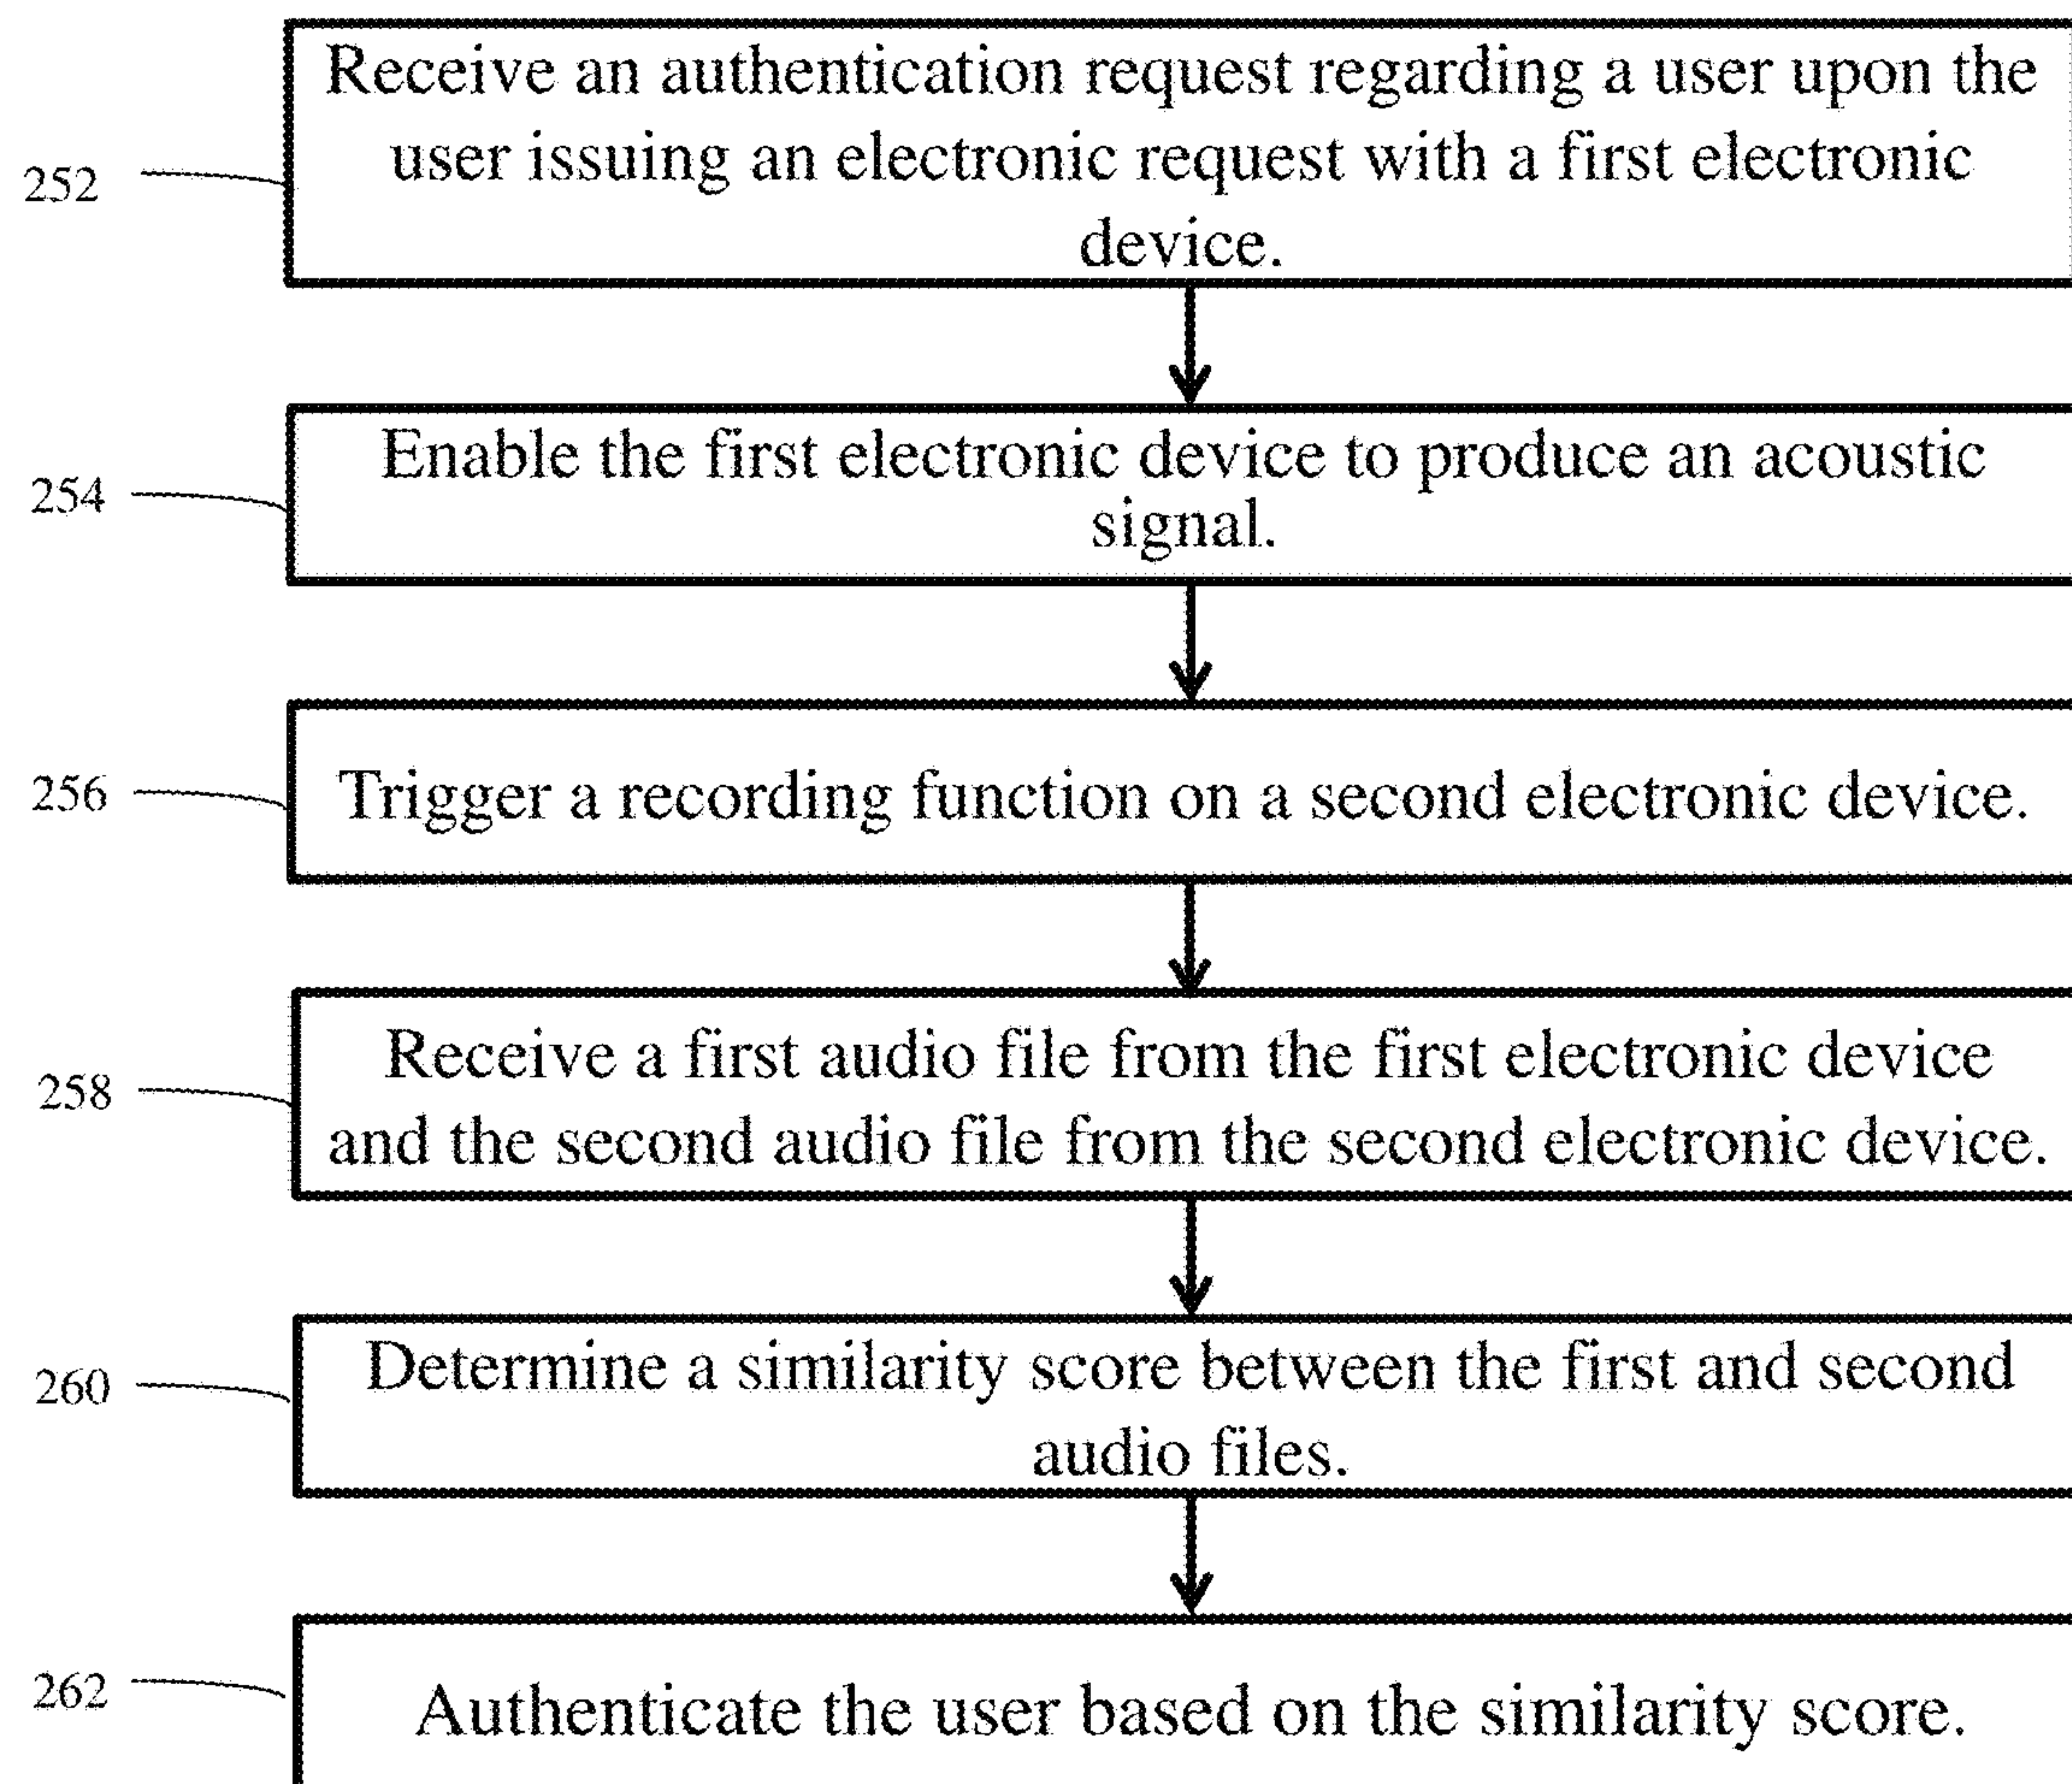 Receive an authentication request regarding a user upon the
252
user issuing an electronic request with a first electronic
device.
Enable the first electronic device to produce an acoustic
254
signal.
256
Trigger a recording function on a second electronic device.
Receive a first audio file from the first electronic device
258
and the second audio file from the second electronic device.
Determine a similarity score between the first and second
260
audio files.
262
Authenticate the user based on the similarity score.